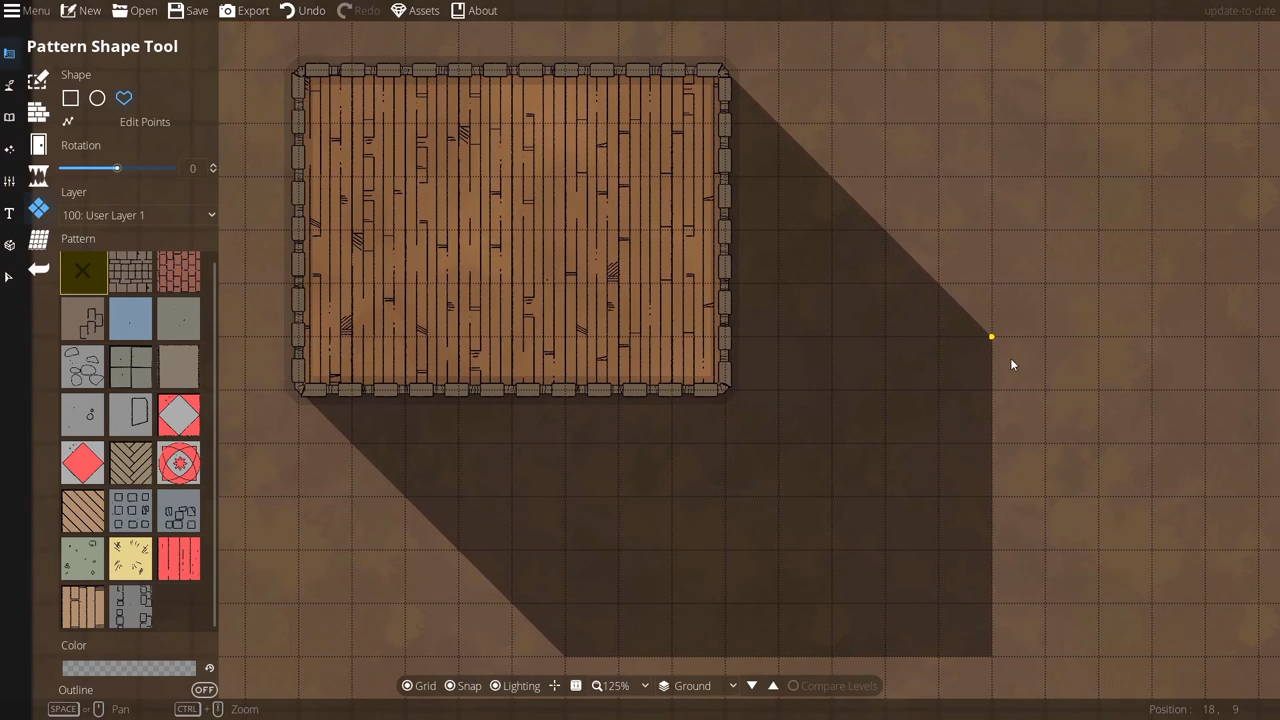 Menu New Open Save Export Undo Redo Assets About update-to-date
Pattern Shape Tool
Shape
Edit Points
Rotation
0
Layer
100: User Layer 1
Pattern
Color
Outline OFF
Grid Snap Lighting 125% Ground Compare Levels
SPACE or Pan CTRL + Zoom Position : 18 , 9